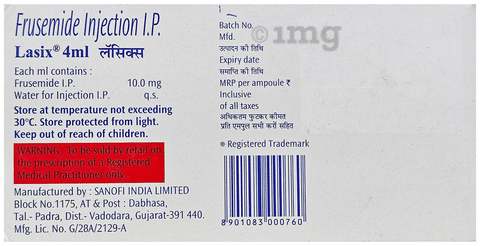 Frusemide Injection I.P.
Lasix® 4ml लॅसिक्स
Each ml contains :
Frusemide I.P. 10.0 mg
Water for Injection I.P. q.s.
Store at temperature not exceeding
30°C. Store protected from light.
Keep out of reach of children.
WARNING : To be sold by retail on
the prescription of a Registered
Medical Practitioner only.
Manufactured by : SANOFI INDIA LIMITED
Block No.1175, AT & Post : Dabhasa,
Tal.- Padra, Dist.- Vadodara, Gujarat-391 440.
Mfg. Lic. No. G/28A/2129-A
1mg
Batch No.
Mfd.
उत्पादन की तिथि
Expiry date
समाप्ति की तिथि
MRP per ampoule ₹
Inclusive
of all taxes
अधिकतम फुटकर कीमत
प्रति एमपुल सभी करों सहित
® Registered Trademark
8901083000760